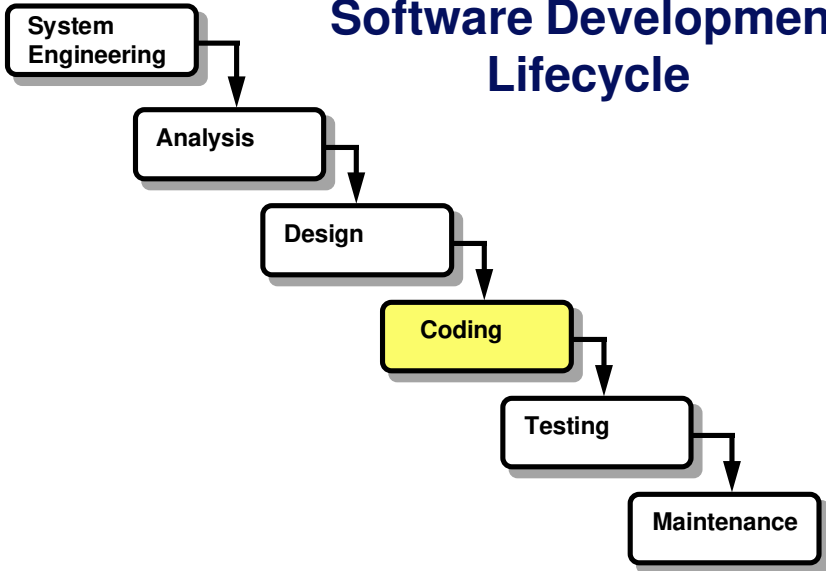 Software Developmen
Lifecycle
System
Engineering
Analysis
Design
Coding
Testing
Maintenance